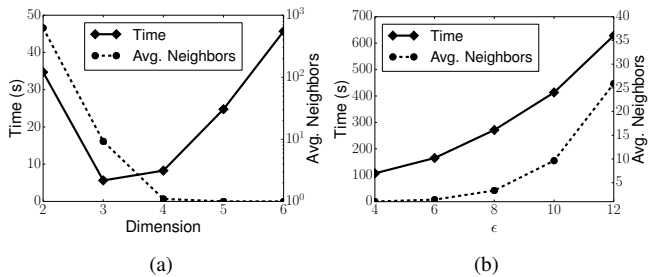 50
40
30
20
10
0
Time (s)
Time
Avg. Neighbors
10^3
10^2
10^1
10^0
Avg. Neighbors
2 3 4 5 6
Dimension
(a)
700
600
500
400
300
200
100
0
Time (s)
Time
Avg. Neighbors
40
35
30
25
20
15
10
5
Avg. Neighbors
4 6 8 10 12
ϵ
(b)